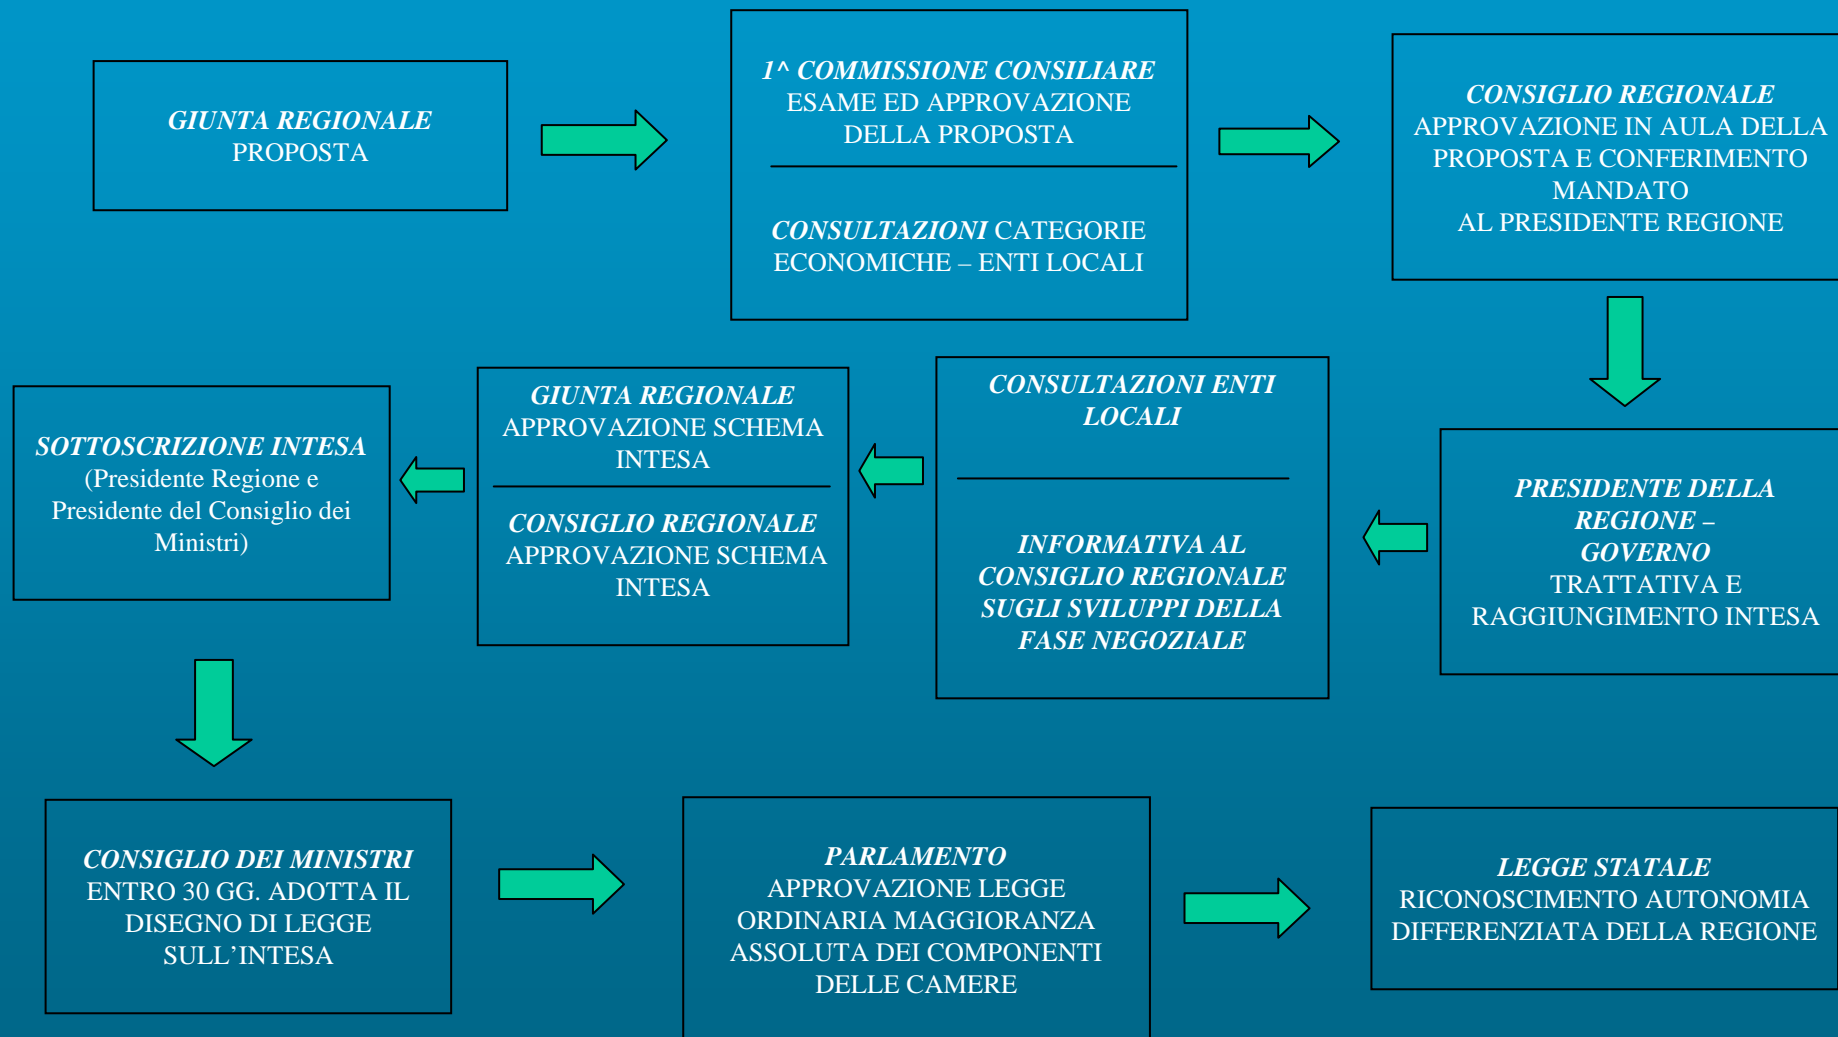 GIUNTA REGIONALE
PROPOSTA
1^ COMMISSIONE CONSILIARE
ESAME ED APPROVAZIONE
DELLA PROPOSTA
CONSULTAZIONI CATEGORIE
ECONOMICHE – ENTI LOCALI
CONSIGLIO REGIONALE
APPROVAZIONE IN AULA DELLA
PROPOSTA E CONFERIMENTO
MANDATO
AL PRESIDENTE REGIONE
PRESIDENTE DELLA
REGIONE –
GOVERNO
TRATTATIVA E
RAGGIUNGIMENTO INTESA
CONSULTAZIONI ENTI
LOCALI
INFORMATIVA AL
CONSIGLIO REGIONALE
SUGLI SVILUPPI DELLA
FASE NEGOZIALE
GIUNTA REGIONALE
APPROVAZIONE SCHEMA
INTESA
CONSIGLIO REGIONALE
APPROVAZIONE SCHEMA
INTESA
SOTTOSCRIZIONE INTESA
(Presidente Regione e
Presidente del Consiglio dei
Ministri)
CONSIGLIO DEI MINISTRI
ENTRO 30 GG. ADOTTA IL
DISEGNO DI LEGGE
SULL’INTESA
PARLAMENTO
APPROVAZIONE LEGGE
ORDINARIA MAGGIORANZA
ASSOLUTA DEI COMPONENTI
DELLE CAMERE
LEGGE STATALE
RICONOSCIMENTO AUTONOMIA
DIFFERENZIATA DELLA REGIONE